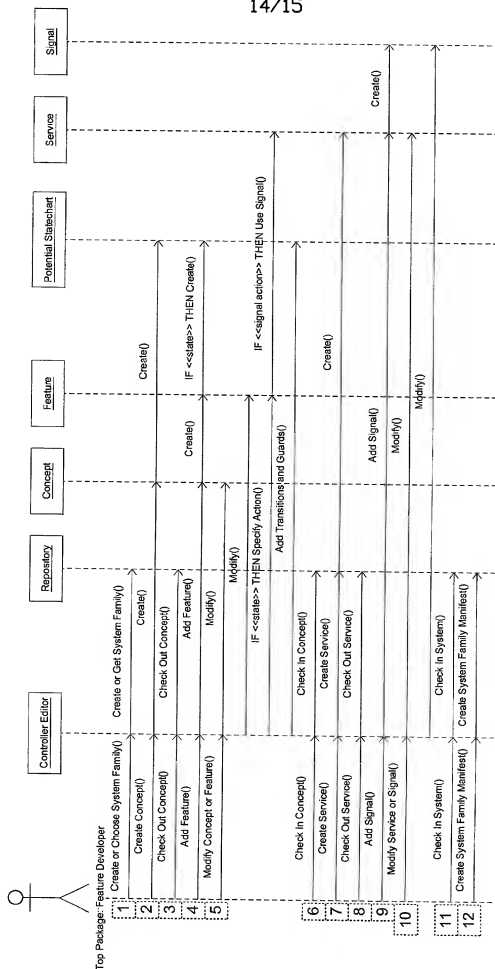 14/15
Controller Editor
Repository
Concept
Feature
Potential Statechart
Service
Signal
Top Package::Feature Developer
1
Create or Choose System Family()
Create or Get System Family()
2
Create Concept()
Create()
Create()
3
Check Out Concept()
Check Out Concept()
4
Add Feature()
Add Feature()
Create()
IF <<state>> THEN Create()
5
Modify Concept or Feature()
Modify()
Modify()
IF <<state>> THEN Specify Action()
Add Transitions and Guards()
IF <<signal action>> THEN Use Signal()
6
Check In Concept()
Check In Concept()
7
Create Service()
Create Service()
Create()
8
Check Out Service()
Check Out Service()
9
Add Signal()
Add Signal()
Create()
10
Modify Service or Signal()
Modify()
Modify()
11
Check In System()
Check In System()
12
Create System Family Manifest()
Create System Family Manifest()